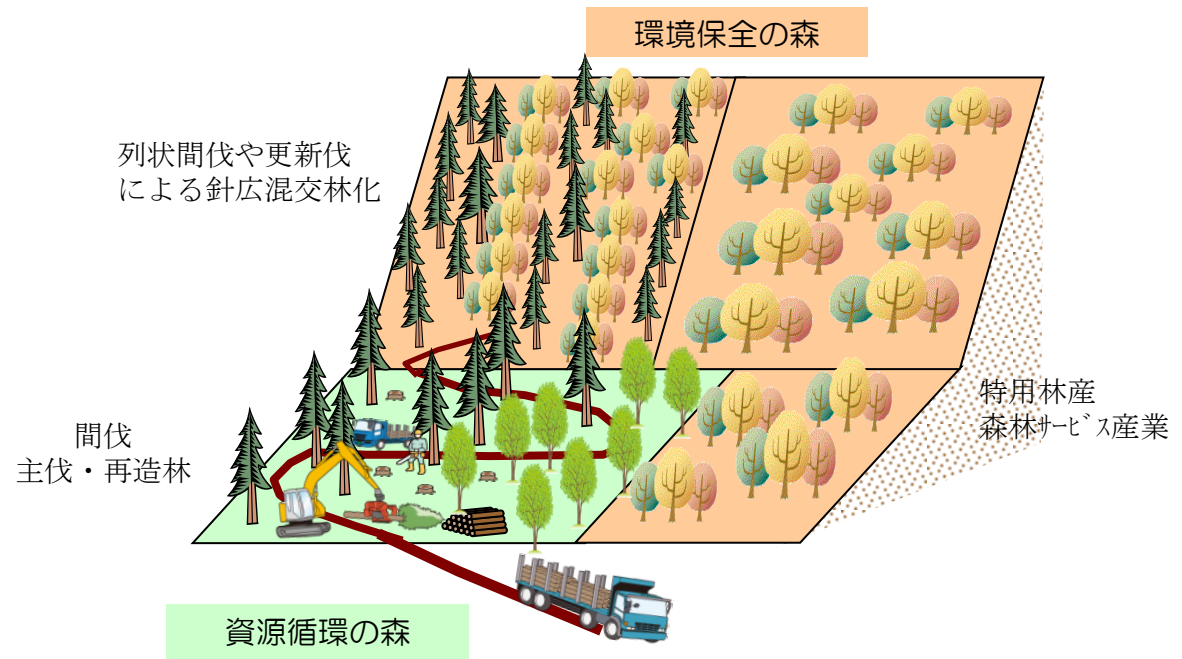 環境保全の森
列状間伐や更新伐
による針広混交林化
特用林産
森林ｻｰﾋﾞｽ産業
間伐
主伐・再造林
資源循環の森